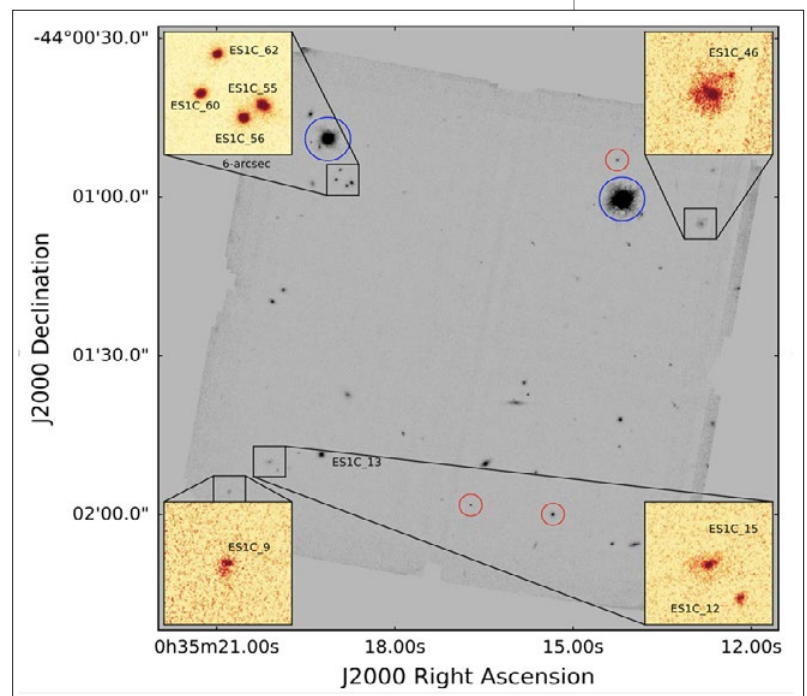 -44°00'30.0"
01'00.0"
01'30.0"
02'00.0"
J2000 Declination
ES1C_62
ES1C_55
ES1C_60
ES1C_56
6-arcsec
ES1C_46
ES1C_13
ES1C_9
ES1C_15
ES1C_12
0h35m21.00s 18.00s 15.00s 12.00s
J2000 Right Ascension